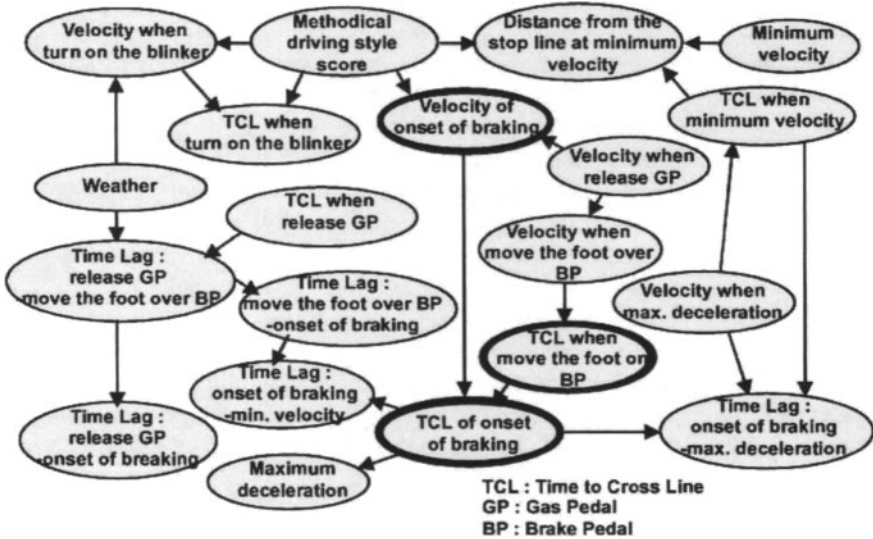 Velocity when
turn on the blinker
Methodical
driving style
score
Distance from the
stop line at minimum
velocity
Minimum
velocity
TCL when
turn on the blinker
Velocity of
onset of braking
TCL when
minimum velocity
Weather
Velocity when
release GP
TCL when
release GP
Time Lag :
release GP
move the foot over BP
Velocity when
move the foot over
BP
Time Lag :
move the foot over BP
-onset of braking
Velocity when
max. deceleration
TCL when
move the foot on
BP
Time Lag :
onset of braking
-min. velocity
Time Lag :
release GP
-onset of breaking
TCL of onset
of braking
Time Lag :
onset of braking
-max. deceleration
Maximum
deceleration
TCL : Time to Cross Line
GP : Gas Pedal
BP : Brake Pedal